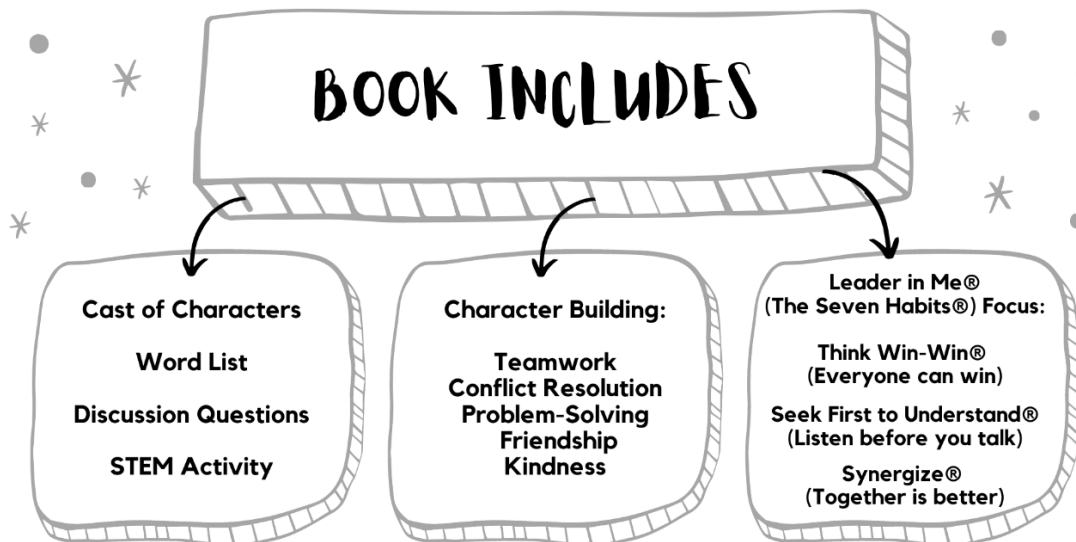 BOOK INCLUDES
Cast of Characters
Word List
Discussion Questions
STEM Activity
Character Building:
Teamwork
Conflict Resolution
Problem-Solving
Friendship
Kindness
Leader in Me®
(The Seven Habits®) Focus:
Think Win-Win®
(Everyone can win)
Seek First to Understand®
(Listen before you talk)
Synergize®
(Together is better)